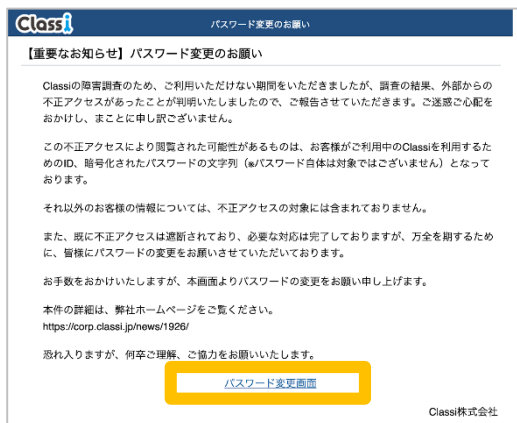 Classi
パスワード変更のお願い
【重要なお知らせ】パスワード変更のお願い
Classiの障害調査のため、ご利用いただけない期間をいただきましたが、調査の結果、外部からの
不正アクセスがあったことが判明いたしましたので、ご報告させていただきます。ご迷惑ご心配を
おかけし、まことに申し訳ございません。
この不正アクセスにより閲覧された可能性があるものは、お客様がご利用中のClassiを利用するた
めのID、暗号化されたパスワードの文字列（※パスワード自体は対象ではございません）となって
おります。
それ以外のお客様の情報については、不正アクセスの対象には含まれておりません。
また、既に不正アクセスは遮断されており、必要な対応は完了しておりますが、万全を期するため
に、皆様にパスワードの変更をお願いさせていただいております。
お手数をおかけいたしますが、本画面よりパスワードの変更をお願い申し上げます。
本件の詳細は、弊社ホームページをご覧ください。
https://corp.classi.jp/news/1926/
恐れ入りますが、何卒ご理解、ご協力をお願いいたします。
パスワード変更画面
Classi株式会社